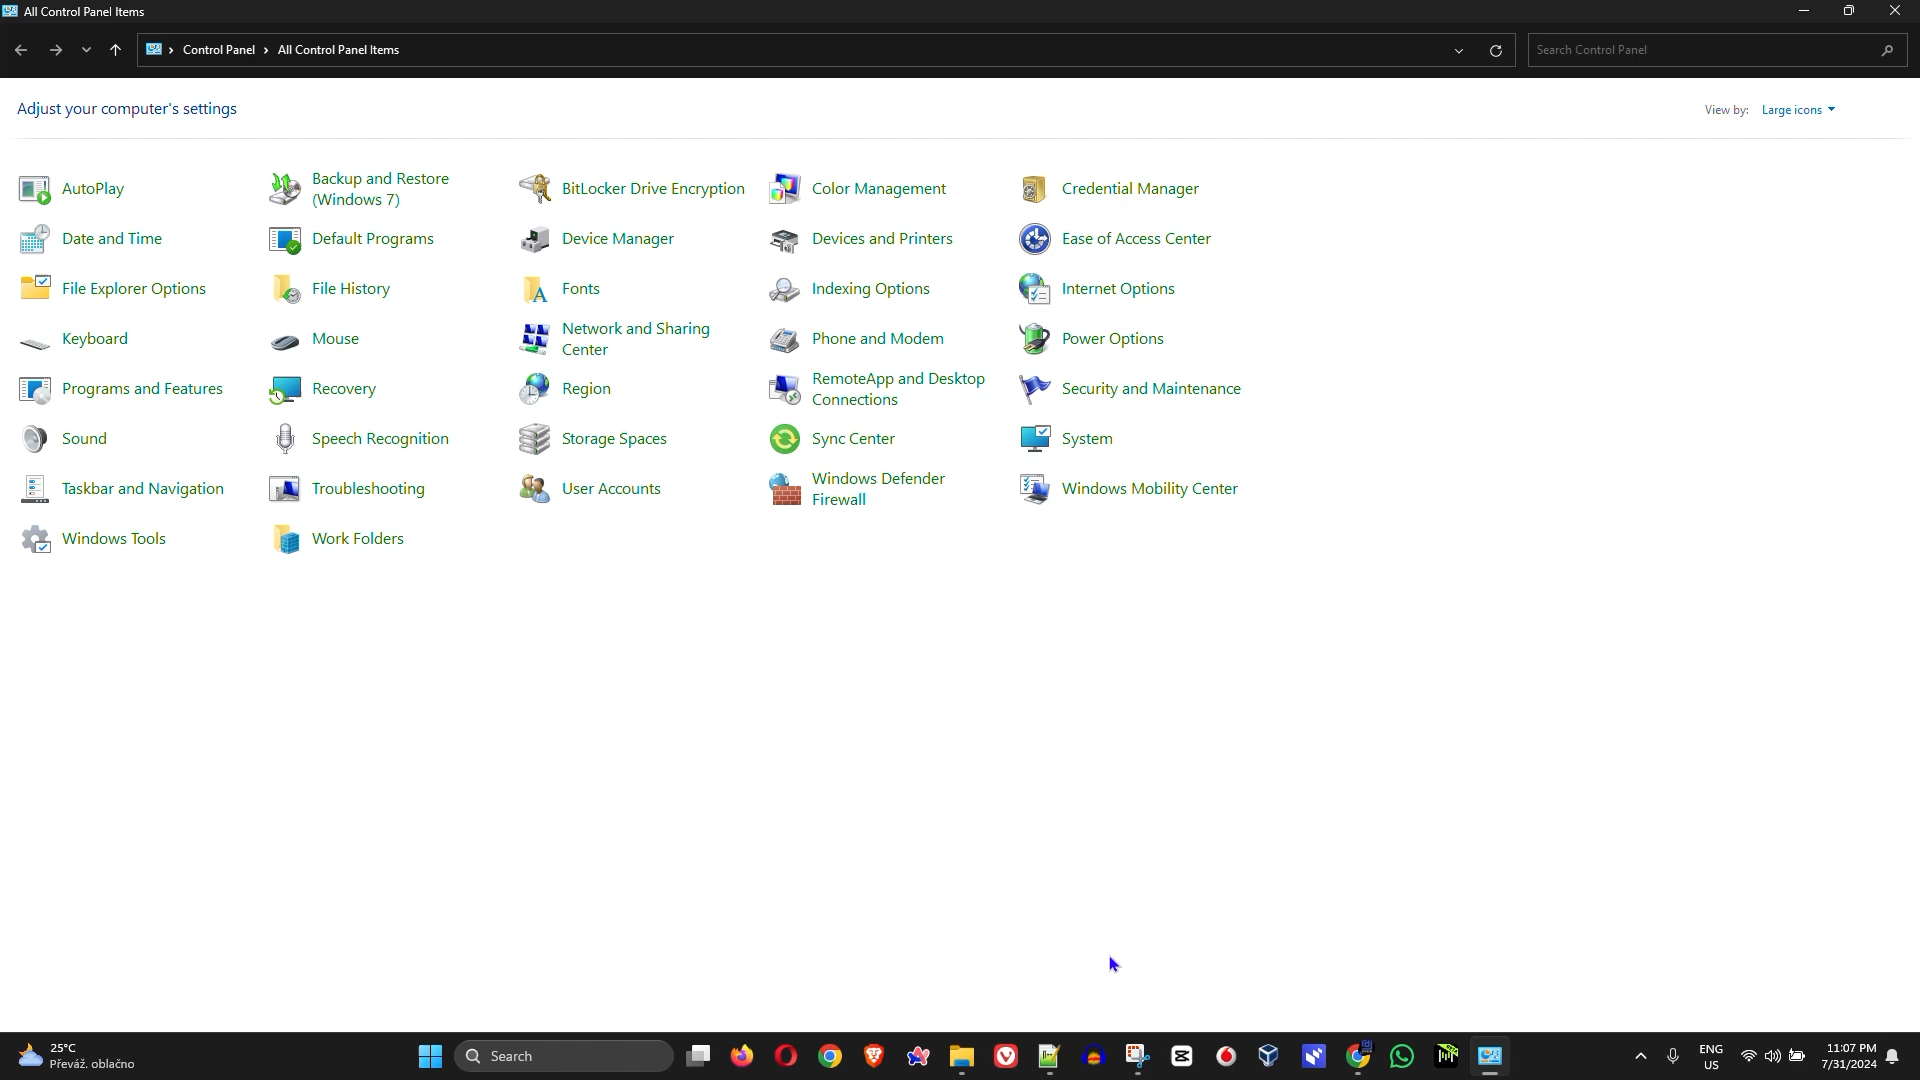 All Control Panel Items
Control Panel
All Control Panel Items
Search Control Panel
Adjust your computer's settings
View by: Large icons
AutoPlay
Backup and Restore
(Windows 7)
BitLocker Drive Encryption
Color Management
Credential Manager
Date and Time
Default Programs
Device Manager
Devices and Printers
Ease of Access Center
File Explorer Options
File History
Fonts
Indexing Options
Internet Options
Keyboard
Mouse
Network and Sharing
Center
Phone and Modem
Power Options
Programs and Features
Recovery
Region
RemoteApp and Desktop
Connections
Security and Maintenance
Sound
Speech Recognition
Storage Spaces
Sync Center
System
Taskbar and Navigation
Troubleshooting
User Accounts
Windows Defender
Firewall
Windows Mobility Center
Windows Tools
Work Folders
25°C
Převáž. oblačno
Search
ENG
US
11:07 PM
7/31/2024